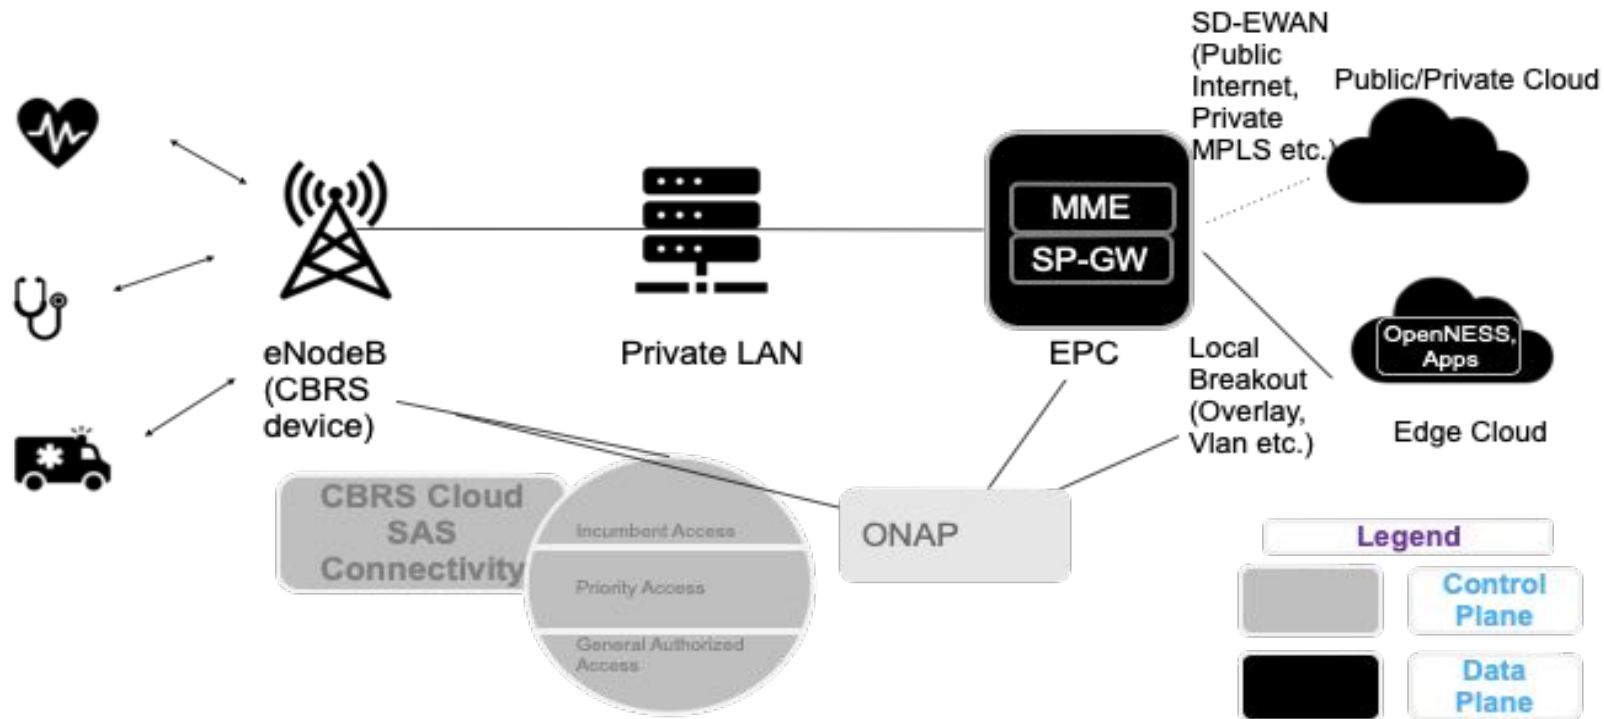 SD-EWAN
(Public
Internet,
Private
MPLS etc.)
Public/Private Cloud
MME
SP-GW
OpenNESS,
Apps
eNodeB
(CBRS
device)
Private LAN
EPC
Local
Breakout
(Overlay,
Vlan etc.)
Edge Cloud
CBRS Cloud
SAS
Connectivity
Incumbent Access
Priority Access
General Authorized
Access
ONAP
Legend
Control
Plane
Data
Plane